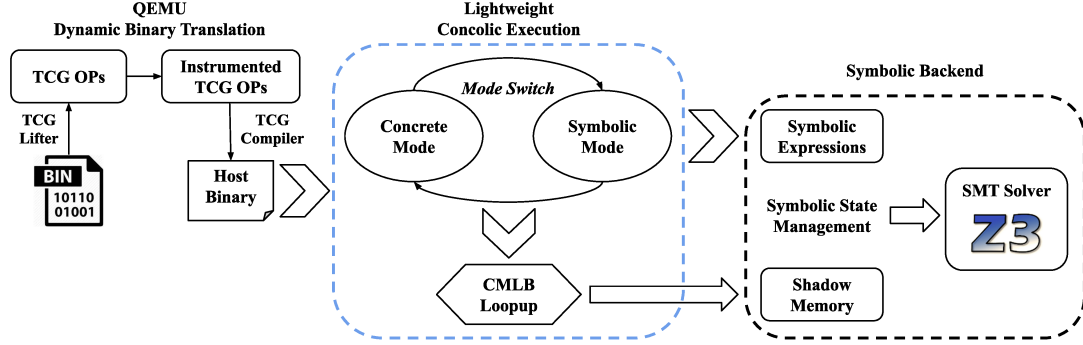 QEMU
Dynamic Binary Translation
TCG OPs
Instrumented
TCG OPs
TCG
Lifter
TCG
Compiler
BIN
10110
01001
Host
Binary
Lightweight
Concolic Execution
Mode Switch
Concrete
Mode
Symbolic
Mode
CMLB
Loopup
Symbolic Backend
Symbolic
Expressions
Symbolic State
Management
SMT Solver
Z3
Shadow
Memory